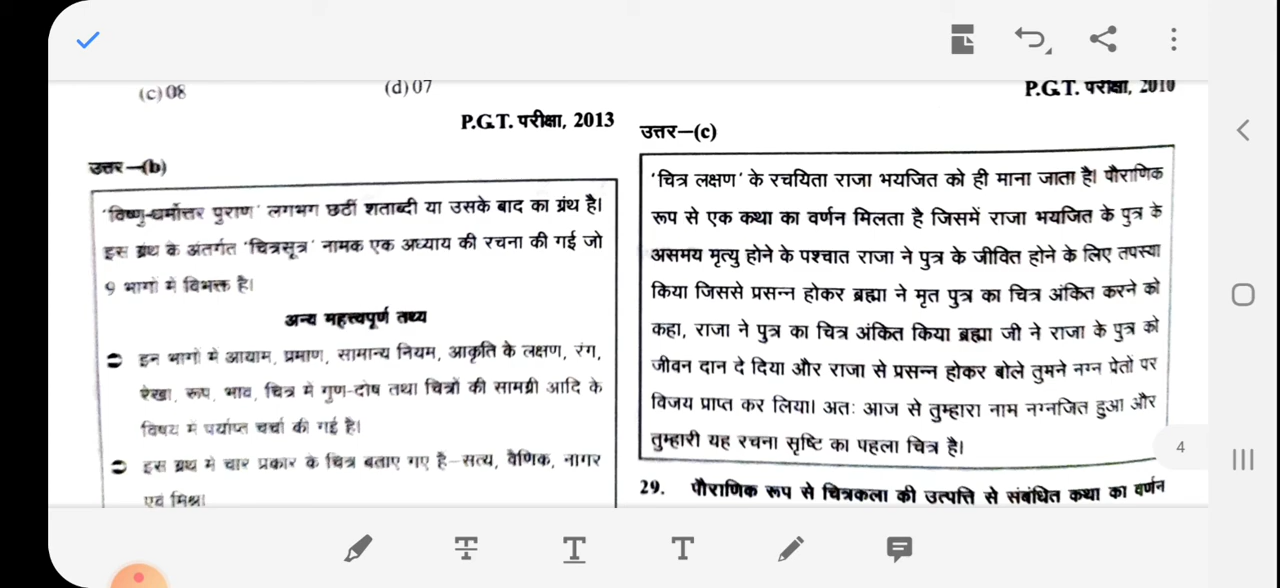 (c) 08
(d) 07
P.G.T. परीक्षा, 2013
उत्तर—(b)
'विष्णु-धर्मोत्तर पुराण' लगभग छठीं शताब्दी या उसके बाद का ग्रंथ है।
इस ग्रंथ के अंतर्गत 'चित्रसूत्र' नामक एक अध्याय की रचना की गई जो
9 भागों में विभक्त है।
अन्य महत्त्वपूर्ण तथ्य
⊃ इन भागों में आयाम, प्रमाण, सामान्य नियम, आकृति के लक्षण, रंग,
रेखा, रूप, भाव, चित्र में गुण-दोष तथा चित्रों की सामग्री आदि के
विषय में पर्याप्त चर्चा की गई है।
⊃ इस ग्रंथ में चार प्रकार के चित्र बताए गए है—सत्य, वैणिक, नागर
एवं मिश्र।
P.G.T. परीक्षा, 2010
उत्तर—(c)
'चित्र लक्षण' के रचयिता राजा भयजित को ही माना जाता है। पौराणिक
रूप से एक कथा का वर्णन मिलता है जिसमें राजा भयजित के पुत्र के
असमय मृत्यु होने के पश्चात राजा ने पुत्र के जीवित होने के लिए तपस्या
किया जिससे प्रसन्न होकर ब्रह्मा ने मृत पुत्र का चित्र अंकित करने को
कहा, राजा ने पुत्र का चित्र अंकित किया ब्रह्मा जी ने राजा के पुत्र को
जीवन दान दे दिया और राजा से प्रसन्न होकर बोले तुमने नग्न प्रेतों पर
विजय प्राप्त कर लिया। अतः आज से तुम्हारा नाम नग्नजित हुआ और
तुम्हारी यह रचना सृष्टि का पहला चित्र है।
29. पौराणिक रूप से चित्रकला की उत्पत्ति से संबंधित कथा का वर्णन
4